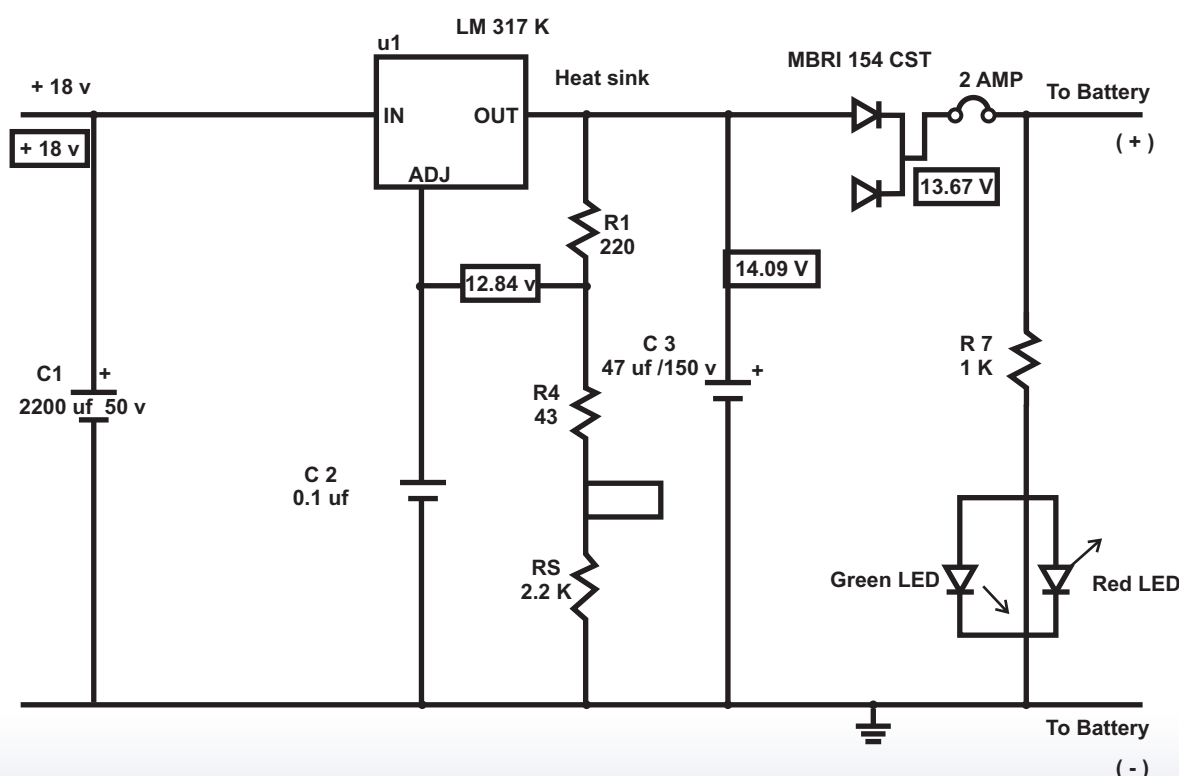 LM 317 K
u1
Heat sink
MBRI 154 CST
2 AMP
To Battery
( + )
+ 18 v
+ 18 v
IN
OUT
ADJ
13.67 V
R1
220
12.84 v
14.09 V
C 3
47 uf /150 v
+
R 7
1 K
C1
+
2200 uf 50 v
R4
43
C 2
0.1 uf
RS
2.2 K
Green LED
Red LED
To Battery
( - )